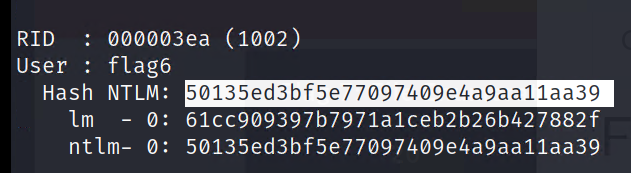 RID : 000003ea (1002)
User : flag6
Hash NTLM: 50135ed3bf5e77097409e4a9aa11aa39
lm - 0: 61cc909397b7971a1ceb2b26b427882f
ntlm- 0: 50135ed3bf5e77097409e4a9aa11aa39